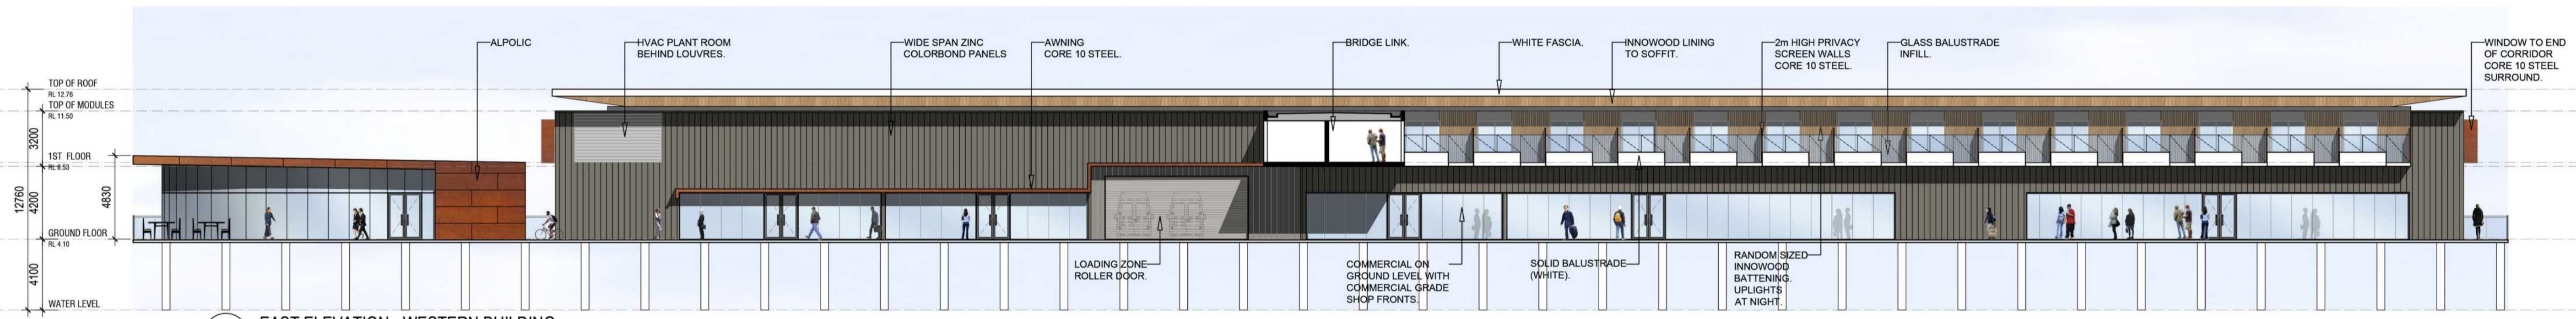 ALPOLIC
HVAC PLANT ROOM
BEHIND LOUVRES.
WIDE SPAN ZINC
COLORBOND PANELS
AWNING
CORE 10 STEEL.
BRIDGE LINK.
WHITE FASCIA.
INNOWOOD LINING
TO SOFFIT.
2m HIGH PRIVACY
SCREEN WALLS
CORE 10 STEEL.
GLASS BALUSTRADE
INFILL.
WINDOW TO END
OF CORRIDOR
CORE 10 STEEL
SURROUND.
TOP OF ROOF
RL 12.76
TOP OF MODULES
RL 11.50
3200
1ST FLOOR
RL 8.53
12760
4200
4830
GROUND FLOOR
RL 4.10
4100
WATER LEVEL
LOADING ZONE
ROLLER DOOR.
COMMERCIAL ON
GROUND LEVEL WITH
COMMERCIAL GRADE
SHOP FRONTS.
SOLID BALUSTRADE
(WHITE).
RANDOM SIZED
INNOWOOD
BATTENING.
UPLIGHTS
AT NIGHT.
EAST ELEVATION - WESTERN BUILDING